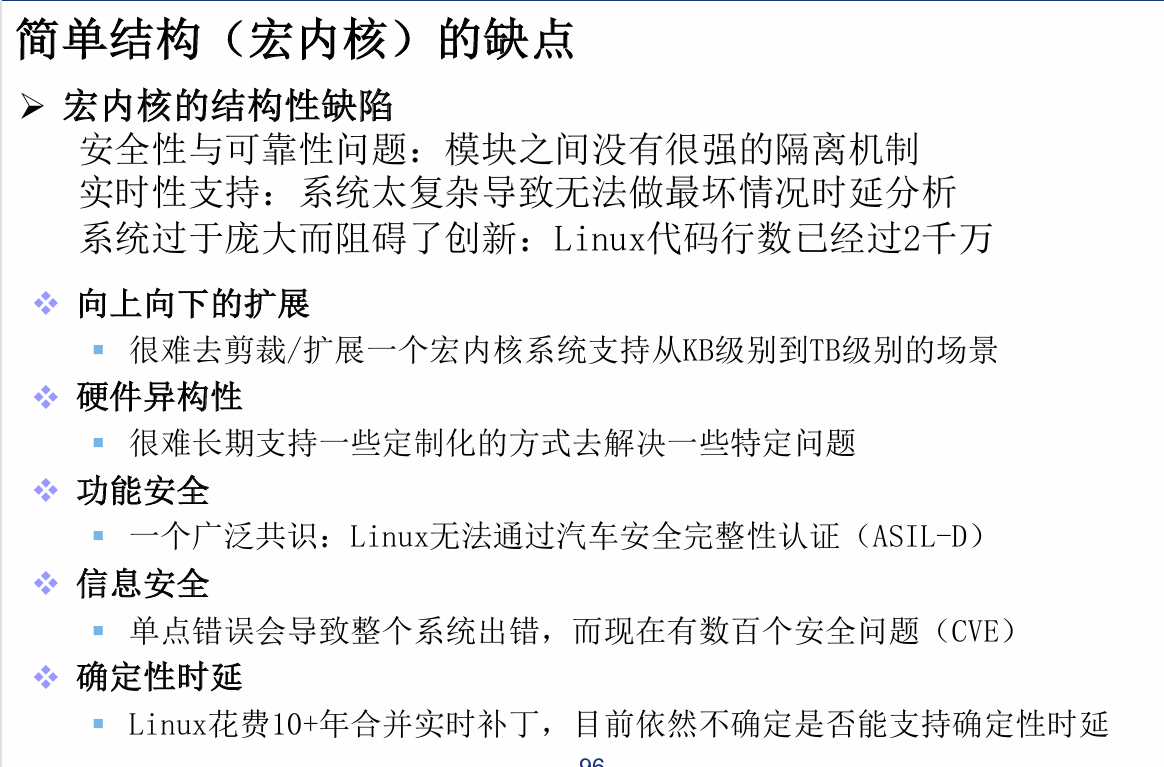 简单结构（宏内核）的缺点
宏内核的结构性缺陷
安全性与可靠性问题：模块之间没有很强的隔离机制
实时性支持：系统太复杂导致无法做最坏情况时延分析
系统过于庞大而阻碍了创新：Linux代码行数已经过2千万
向上向下的扩展
很难去剪裁/扩展一个宏内核系统支持从KB级别到TB级别的场景
硬件异构性
很难长期支持一些定制化的方式去解决一些特定问题
功能安全
一个广泛共识：Linux无法通过汽车安全完整性认证（ASIL-D）
信息安全
单点错误会导致整个系统出错，而现在有数百个安全问题（CVE）
确定性时延
Linux花费10+年合并实时补丁，目前依然不确定是否能支持确定性时延
96